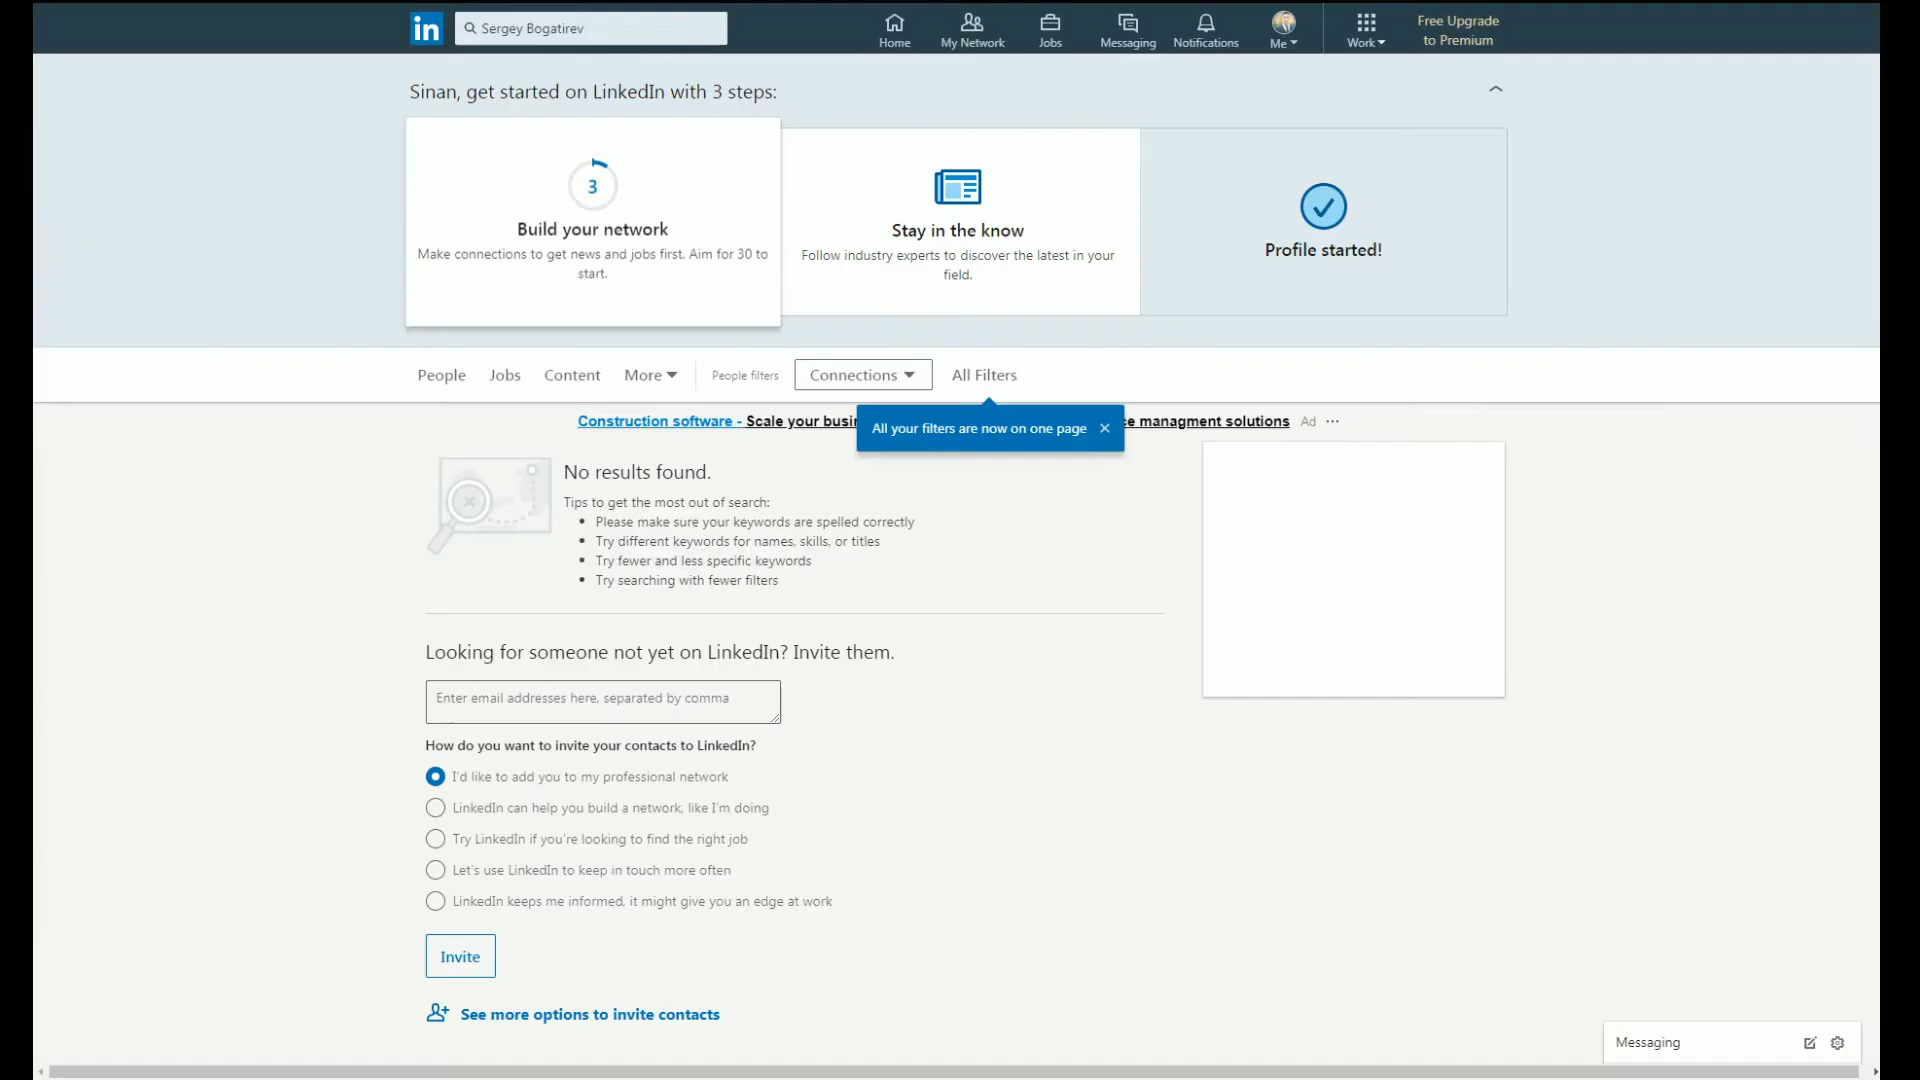 in
Sergey Bogatirev
Home
My Network
Jobs
Messaging
Notifications
Me
Work
Free Upgrade
to Premium
Sinan, get started on LinkedIn with 3 steps:
3
Build your network
Make connections to get news and jobs first. Aim for 30 to
start.
Stay in the know
Follow industry experts to discover the latest in your
field.
Profile started!
People
Jobs
Content
More
People filters
Connections
All Filters
Construction software - Scale your busi
ce managment solutions
Ad
All your filters are now on one page
No results found.
Tips to get the most out of search:
Please make sure your keywords are spelled correctly
Try different keywords for names, skills, or titles
Try fewer and less specific keywords
Try searching with fewer filters
Looking for someone not yet on LinkedIn? Invite them.
Enter email addresses here, separated by comma
How do you want to invite your contacts to LinkedIn?
I'd like to add you to my professional network
LinkedIn can help you build a network, like I'm doing
Try LinkedIn if you're looking to find the right job
Let's use LinkedIn to keep in touch more often
LinkedIn keeps me informed, it might give you an edge at work
Invite
See more options to invite contacts
Messaging